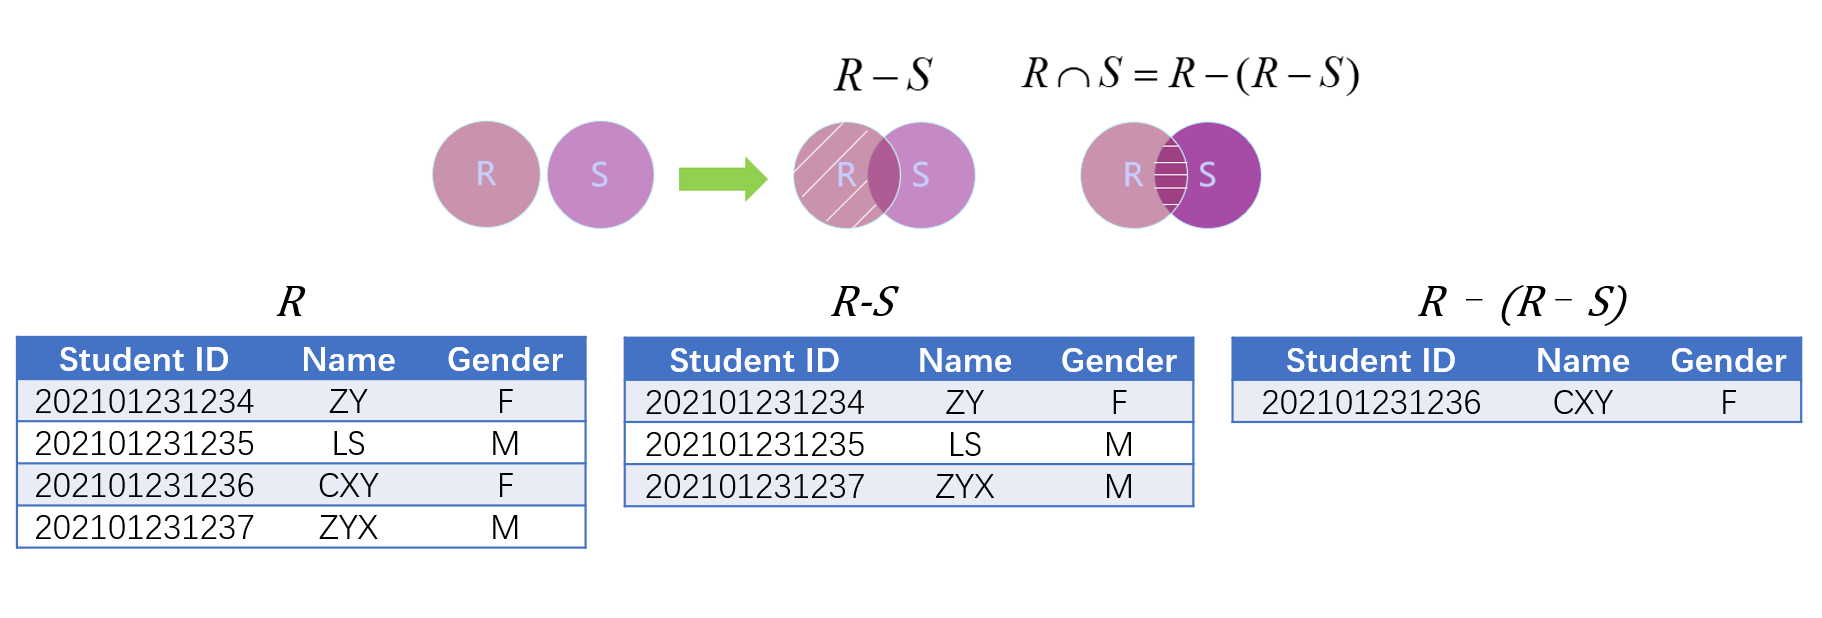 R − S
R ∩ S = R − (R − S)
R
S
R
S
R
S
R
Student ID Name Gender
202101231234 ZY F
202101231235 LS M
202101231236 CXY F
202101231237 ZYX M
R-S
Student ID Name Gender
202101231234 ZY F
202101231235 LS M
202101231237 ZYX M
R − (R − S)
Student ID Name Gender
202101231236 CXY F